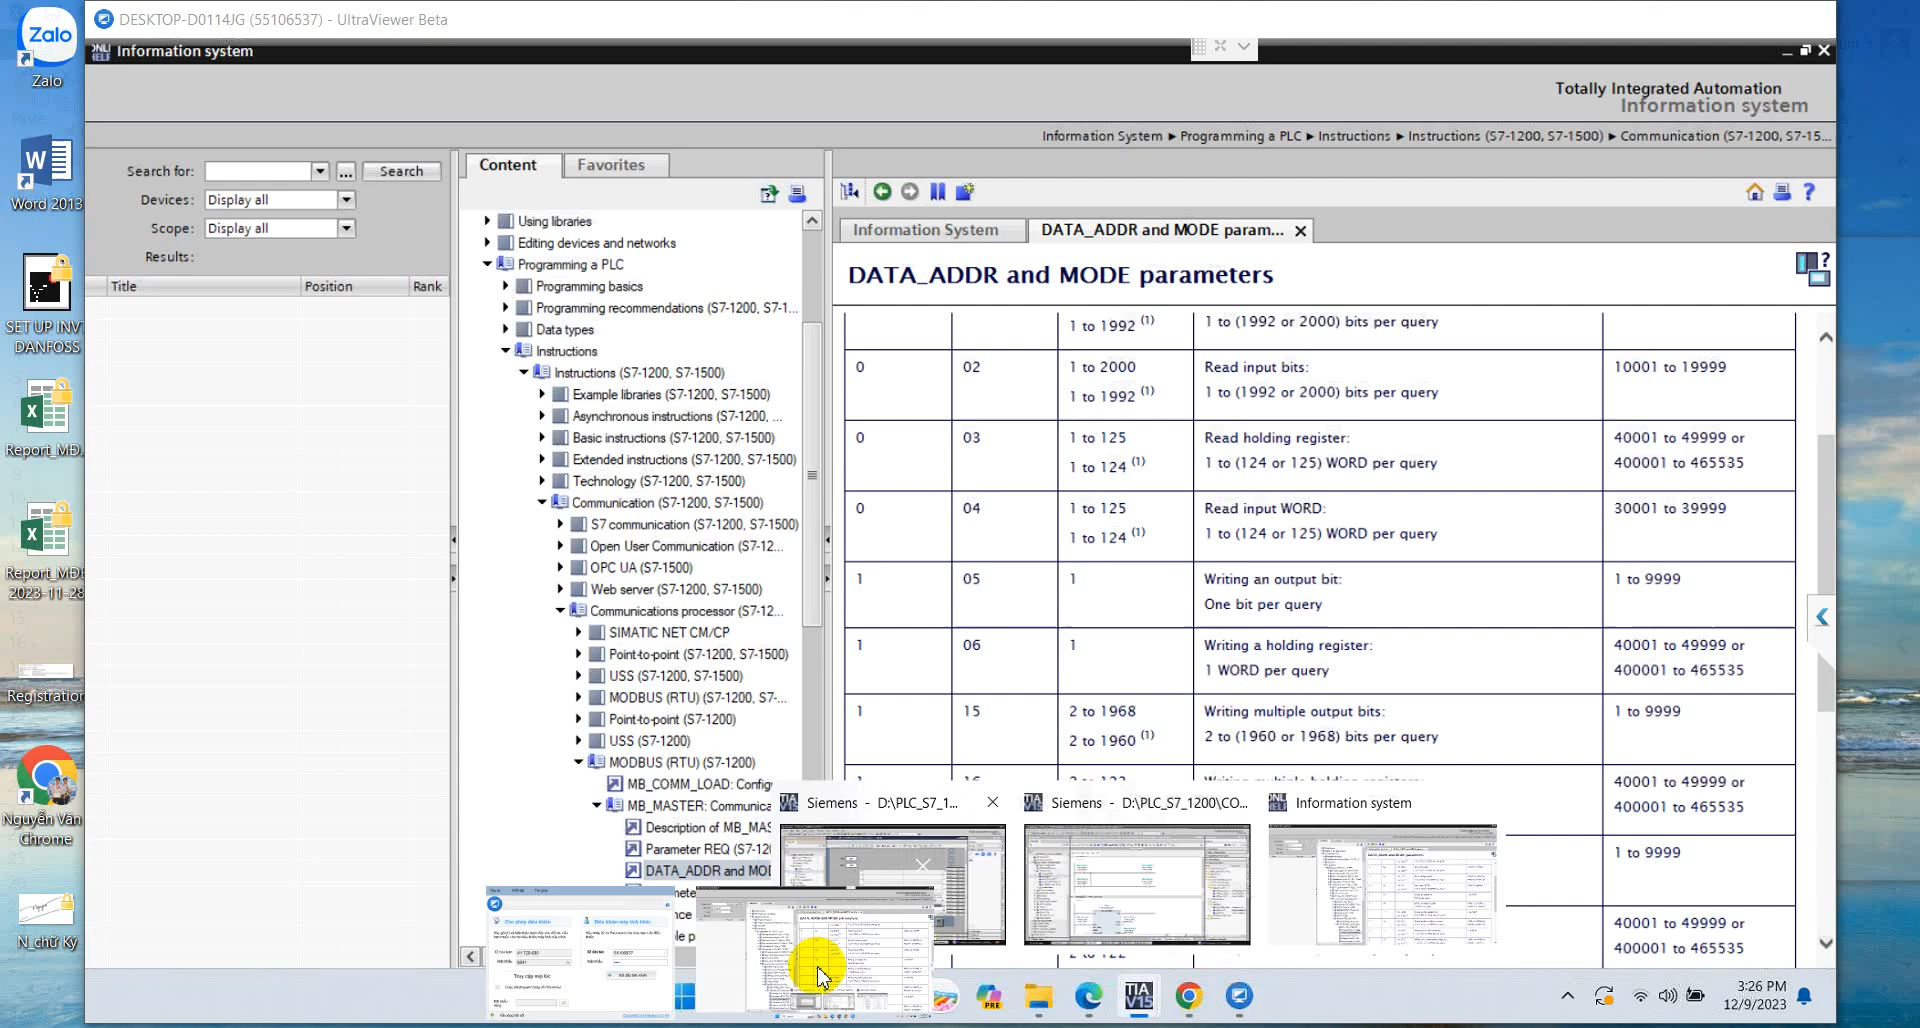 DESKTOP-D0114JG (55106537) - UltraViewer Beta
Zalo
Zalo
Word 2013
SET UP INVT
DANFOSS
Report_MĐ.
2023-11-28
Registration
Nguyễn Văn
Chrome
N_chữ Ký
Information system
Totally Integrated Automation
Information system
Information System ▸ Programming a PLC ▸ Instructions ▸ Instructions (S7-1200, S7-1500) ▸ Communication (S7-1200, S7-15...
Search for:
...
Search
Devices:
Display all
Scope:
Display all
Results:
Title
Position
Rank
Content
Favorites
Using libraries
Editing devices and networks
Programming a PLC
Programming basics
Programming recommendations (S7-1200, S7-1...
Data types
Instructions
Instructions (S7-1200, S7-1500)
Example libraries (S7-1200, S7-1500)
Asynchronous instructions (S7-1200, ...
Basic instructions (S7-1200, S7-1500)
Extended instructions (S7-1200, S7-1500)
Technology (S7-1200, S7-1500)
Communication (S7-1200, S7-1500)
S7 communication (S7-1200, S7-1500)
Open User Communication (S7-12...
OPC UA (S7-1500)
Web server (S7-1200, S7-1500)
Communications processor (S7-12...
SIMATIC NET CM/CP
Point-to-point (S7-1200, S7-1500)
USS (S7-1200, S7-1500)
MODBUS (RTU) (S7-1200, S7-...
Point-to-point (S7-1200)
USS (S7-1200)
MODBUS (RTU) (S7-1200)
MB_COMM_LOAD: Config
MB_MASTER: Communica
Description of MB_MAS
Parameter REQ (S7-120
DATA_ADDR and MOD
Information System
DATA_ADDR and MODE param...
DATA_ADDR and MODE parameters
1 to 1992 (1)
1 to (1992 or 2000) bits per query
0
02
1 to 2000
1 to 1992 (1)
Read input bits:
1 to (1992 or 2000) bits per query
10001 to 19999
0
03
1 to 125
1 to 124 (1)
Read holding register:
1 to (124 or 125) WORD per query
40001 to 49999 or
400001 to 465535
0
04
1 to 125
1 to 124 (1)
Read input WORD:
1 to (124 or 125) WORD per query
30001 to 39999
1
05
1
Writing an output bit:
One bit per query
1 to 9999
1
06
1
Writing a holding register:
1 WORD per query
40001 to 49999 or
400001 to 465535
1
15
2 to 1968
2 to 1960 (1)
Writing multiple output bits:
2 to (1960 or 1968) bits per query
1 to 9999
40001 to 49999 or
400001 to 465535
1 to 9999
40001 to 49999 or
400001 to 465535
Siemens - D:\PLC_S7_1...
Siemens - D:\PLC_S7_1200\CO...
Information system
TIA
V15
PRE
3:26 PM
12/9/2023